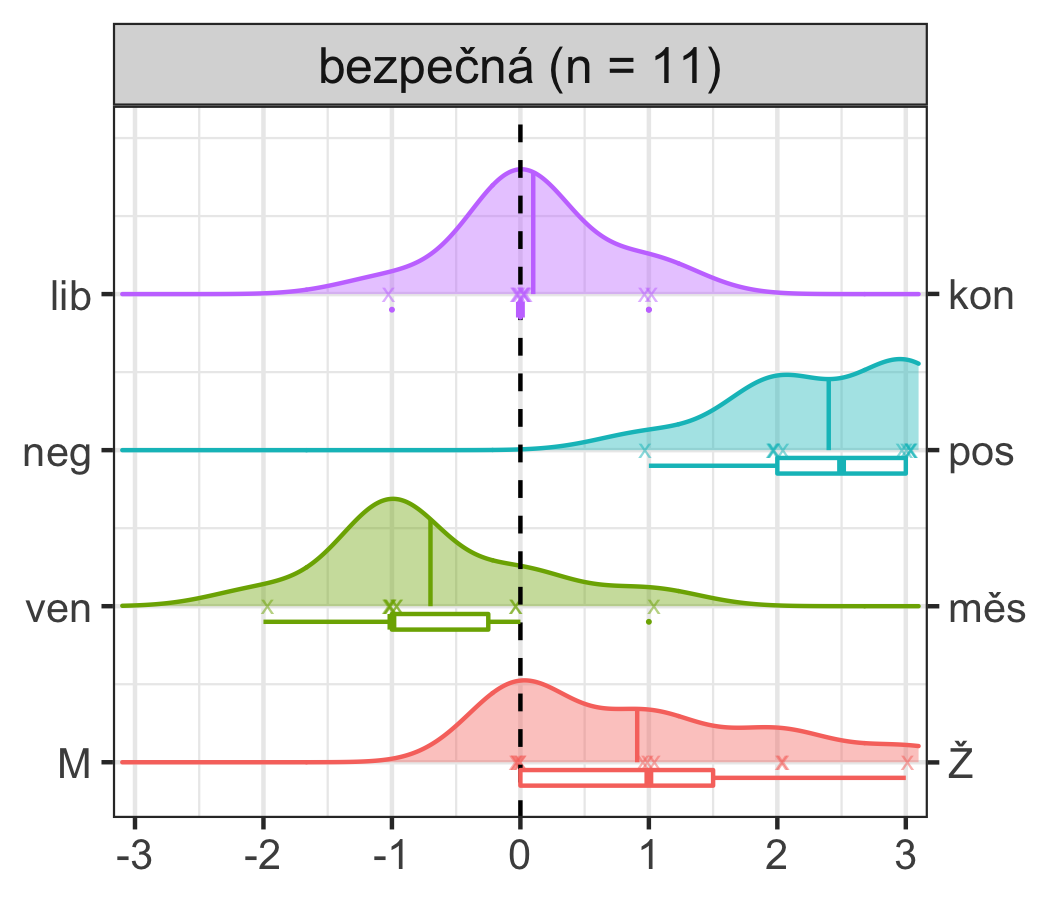 bezpečná (n = 11)
lib kon
neg pos
ven měs
M Ž
-3 -2 -1 0 1 2 3